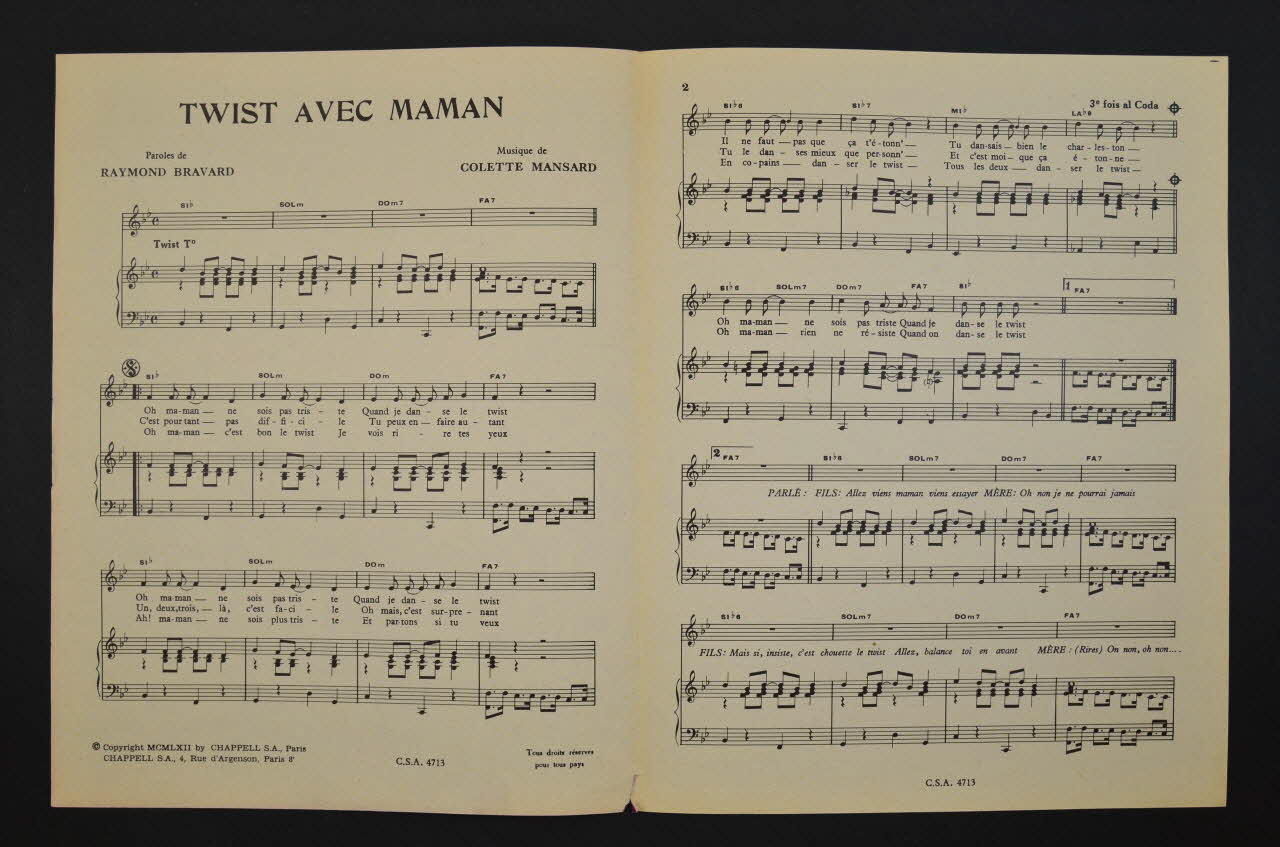 TWIST AVEC MAMAN
Paroles de
RAYMOND BRAVARD
Musique de
COLETTE MANSARD
SI♭ SOLm DOm7 FA7
Twist T°
SI♭ SOLm DOm FA7
Oh ma-man — ne sois pas tris - te Quand je dan - se le twist
C'est pour tant — pas dif - fi - ci - le Tu peux en — faire au - tant
Oh ma-man — c'est bon le twist Je vois ri - re tes yeux
SI♭ SOLm DOm FA7
Oh ma-man — ne sois pas tris - te Quand je dan - se le twist
Un, deux, trois, — là, c'est fa-ci - le Oh mais, c'est sur-pre - nant
Ah! ma-man — ne sois plus tris - te Et par-tons si tu veux
© Copyright MCMLXII by CHAPPELL S.A., Paris
CHAPPELL S.A., 4, Rue d'Argenson, Paris 8e
C.S.A. 4713
Tous droits réservés
pour tous pays
2
SI♭6 SI♭7 MI♭ LA♭9 3e fois al Coda
Il ne faut — pas que ça t'é-tonn' — Tu dan-sais — bien le char-les-ton —
Tu le dan - ses mieux que per-sonn' — Et c'est moi — que ça é - ton-ne —
En co-pains — dan - ser le twist — Tous les deux — dan - ser le twist —
SI♭6 SOLm7 DOm7 FA7 SI♭ 1 FA7
Oh ma-man — ne sois pas triste Quand je dan- se le twist
Oh ma-man — rien ne ré-siste Quand on dan- se le twist
2 FA7 SI♭6 SOLm7 DOm7 FA7
PARLÉ : FILS: Allez viens maman viens essayer MÈRE: Oh non je ne pourrai jamais
SI♭6 SOLm7 DOm7 FA7
FILS: Mais si, insiste, c'est chouette le twist Allez, balance toi en avant MÈRE : (Rires) On non, oh non....
C.S.A. 4713